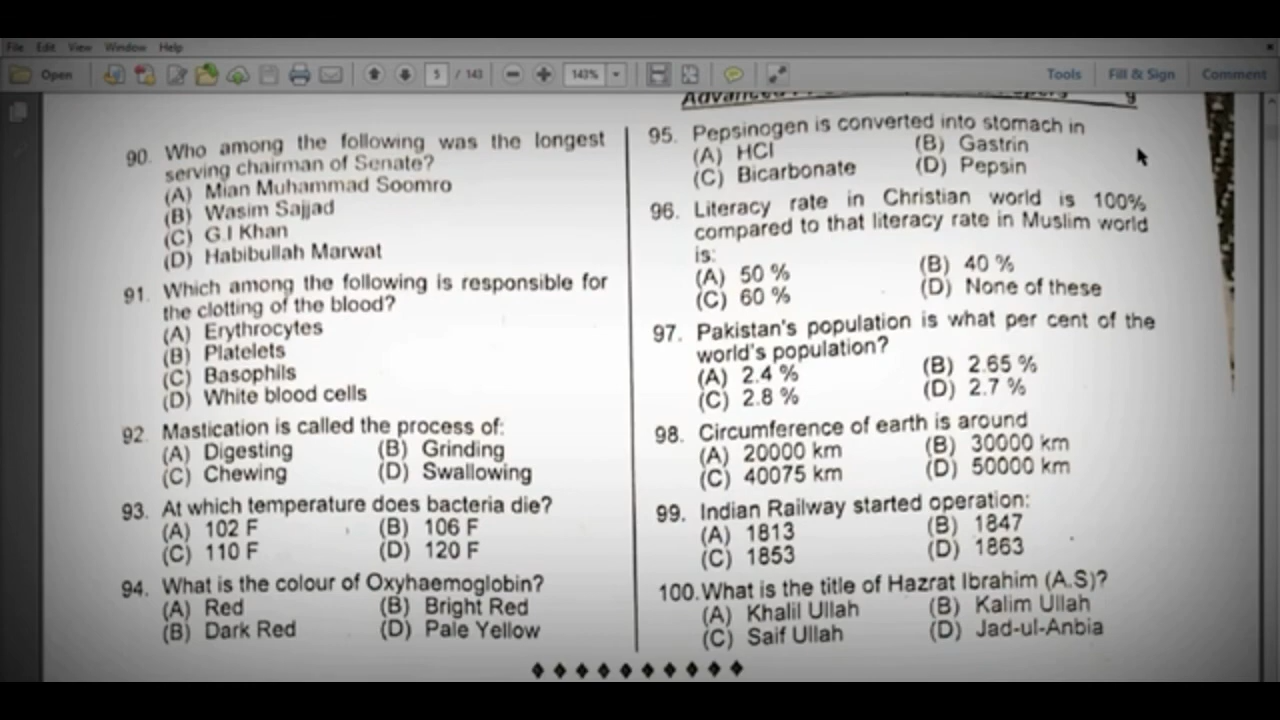 File Edit View Window Help
Open 5 / 143 143% Tools Fill & Sign Comment
9
90. Who among the following was the longest
serving chairman of Senate?
(A) Mian Muhammad Soomro
(B) Wasim Sajjad
(C) G.I Khan
(D) Habibullah Marwat
91. Which among the following is responsible for
the clotting of the blood?
(A) Erythrocytes
(B) Platelets
(C) Basophils
(D) White blood cells
92. Mastication is called the process of:
(A) Digesting (B) Grinding
(C) Chewing (D) Swallowing
93. At which temperature does bacteria die?
(A) 102 F (B) 106 F
(C) 110 F (D) 120 F
94. What is the colour of Oxyhaemoglobin?
(A) Red (B) Bright Red
(B) Dark Red (D) Pale Yellow
95. Pepsinogen is converted into stomach in
(A) HCl (B) Gastrin
(C) Bicarbonate (D) Pepsin
96. Literacy rate in Christian world is 100%
compared to that literacy rate in Muslim world
is:
(A) 50 % (B) 40 %
(C) 60 % (D) None of these
97. Pakistan's population is what per cent of the
world's population?
(A) 2.4 % (B) 2.65 %
(C) 2.8 % (D) 2.7 %
98. Circumference of earth is around
(A) 20000 km (B) 30000 km
(C) 40075 km (D) 50000 km
99. Indian Railway started operation:
(A) 1813 (B) 1847
(C) 1853 (D) 1863
100. What is the title of Hazrat Ibrahim (A.S)?
(A) Khalil Ullah (B) Kalim Ullah
(C) Saif Ullah (D) Jad-ul-Anbia